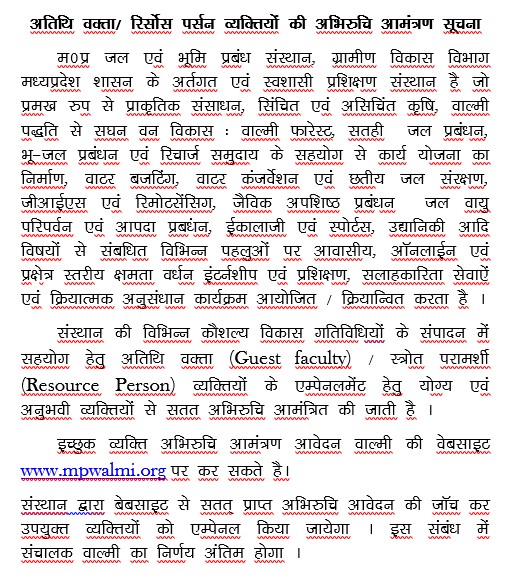 अतिथि वक्ता/ रिर्सोस पर्सन व्यक्तियों की अभिरुचि आमंत्रण सूचना
म0प्र जल एवं भूमि प्रबंध संस्थान, ग्रामीण विकास विभाग
मध्यप्रदेश शासन के अर्तगत एवं स्वशासी प्रशिक्षण संस्थान है जो
प्रमख रुप से प्राकृतिक संसाधन, सिंचित एवं असिचिंत कृषि, वाल्मी
पद्धति से सघन वन विकास : वाल्मी फारेस्ट, सतही जल प्रबंधन,
भू–जल प्रबंधन एवं रिचार्ज समुदाय के सहयोग से कार्य योजना का
निर्माण, वाटर बजटिंग, वाटर कंजर्वेशन एवं छतीय जल संरक्षण,
जीआईएस एवं रिमोटसेंसिग, जैविक अपशिष्ठ प्रबंधन जल वायु
परिपर्वन एवं आपदा प्रबधंन, ईकालाजी एवं स्पोर्टस, उद्यानिकी आदि
विषयों से संबधित विभिन्न पहलुओं पर आवासीय, ऑनलाईन एवं
प्रक्षेत्र स्तरीय क्षमता वर्धन इंटर्नशीप एवं प्रशिक्षण, सलाहकारिता सेवाऐं
एवं क्रियात्मक अनुसंधान कार्यक्रम आयोजित / क्रियान्वित करता है ।
संस्थान की विभिन्न कौशल्य विकास गतिविधियों के संपादन में
सहयोग हेतु अतिथि वक्ता (Guest faculty) / स्त्रोत परामर्शी
(Resource Person) व्यक्तियों के एम्पेनलमेंट हेतु योग्य एवं
अनुभवी व्यक्तियों से सतत अभिरुचि आमंत्रित की जाती है ।
इच्छुक व्यक्ति अभिरुचि आमंत्रण आवेदन वाल्मी की वेबसाइट
www.mpwalmi.org पर कर सकते है।
संस्थान द्वारा बेबसाइट से सतत् प्राप्त अभिरुचि आवेदन की जॉच कर
उपयुक्त व्यक्तियों को एम्पेनल किया जायेगा । इस संबंध में
संचालक वाल्मी का निर्णय अंतिम होगा ।